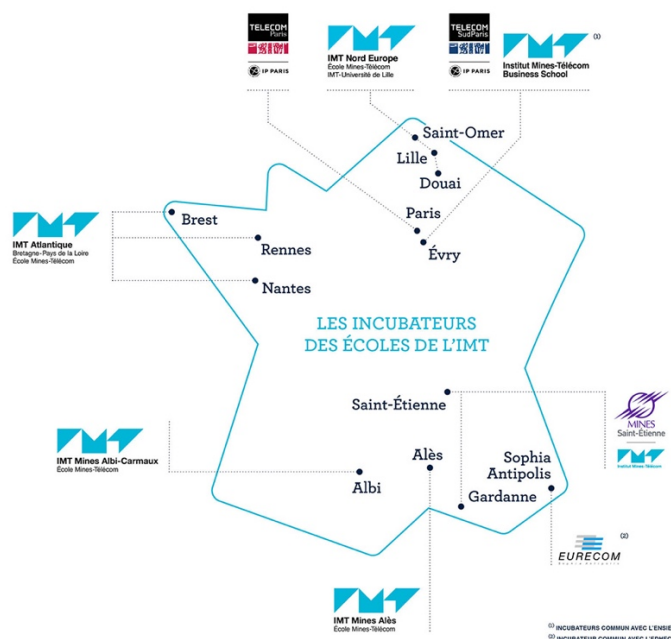 TELECOM
Paris
IP PARIS
IMT Nord Europe
École Mines-Télécom
IMT-Université de Lille
TELECOM
SudParis
IP PARIS
(1)
Institut Mines-Télécom
Business School
Saint-Omer
Lille
Douai
Paris
Évry
Brest
Rennes
Nantes
IMT Atlantique
Bretagne-Pays de la Loire
École Mines-Télécom
LES INCUBATEURS
DES ÉCOLES DE L'IMT
Saint-Étienne
MINES
Saint-Étienne
Institut Mines Télécom
IMT Mines Albi-Carmaux
École Mines-Télécom
Albi
Alès
Sophia
Antipolis
Gardanne
(2)
EURECOM
Sophia Antipolis
IMT Mines Alès
École Mines-Télécom
(1) INCUBATEURS COMMUN AVEC
(2) INCUBATEUR COMMUN AVEC